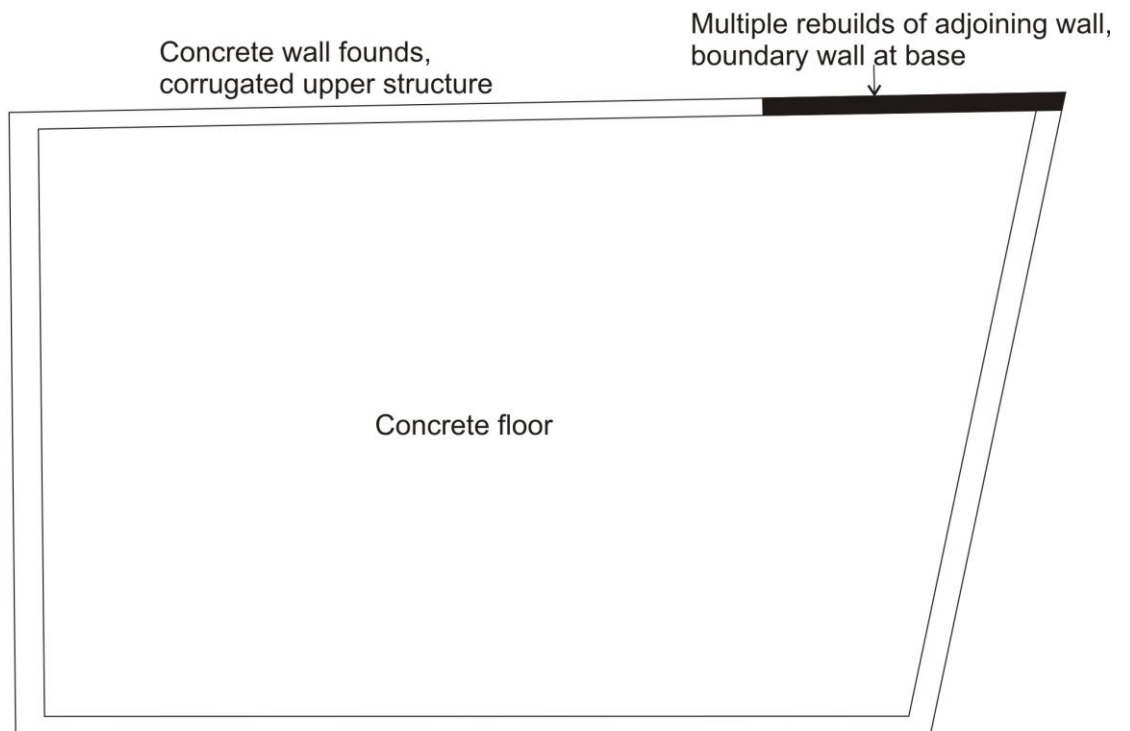 Concrete wall founds,
corrugated upper structure
Multiple rebuilds of adjoining wall,
boundary wall at base
Concrete floor